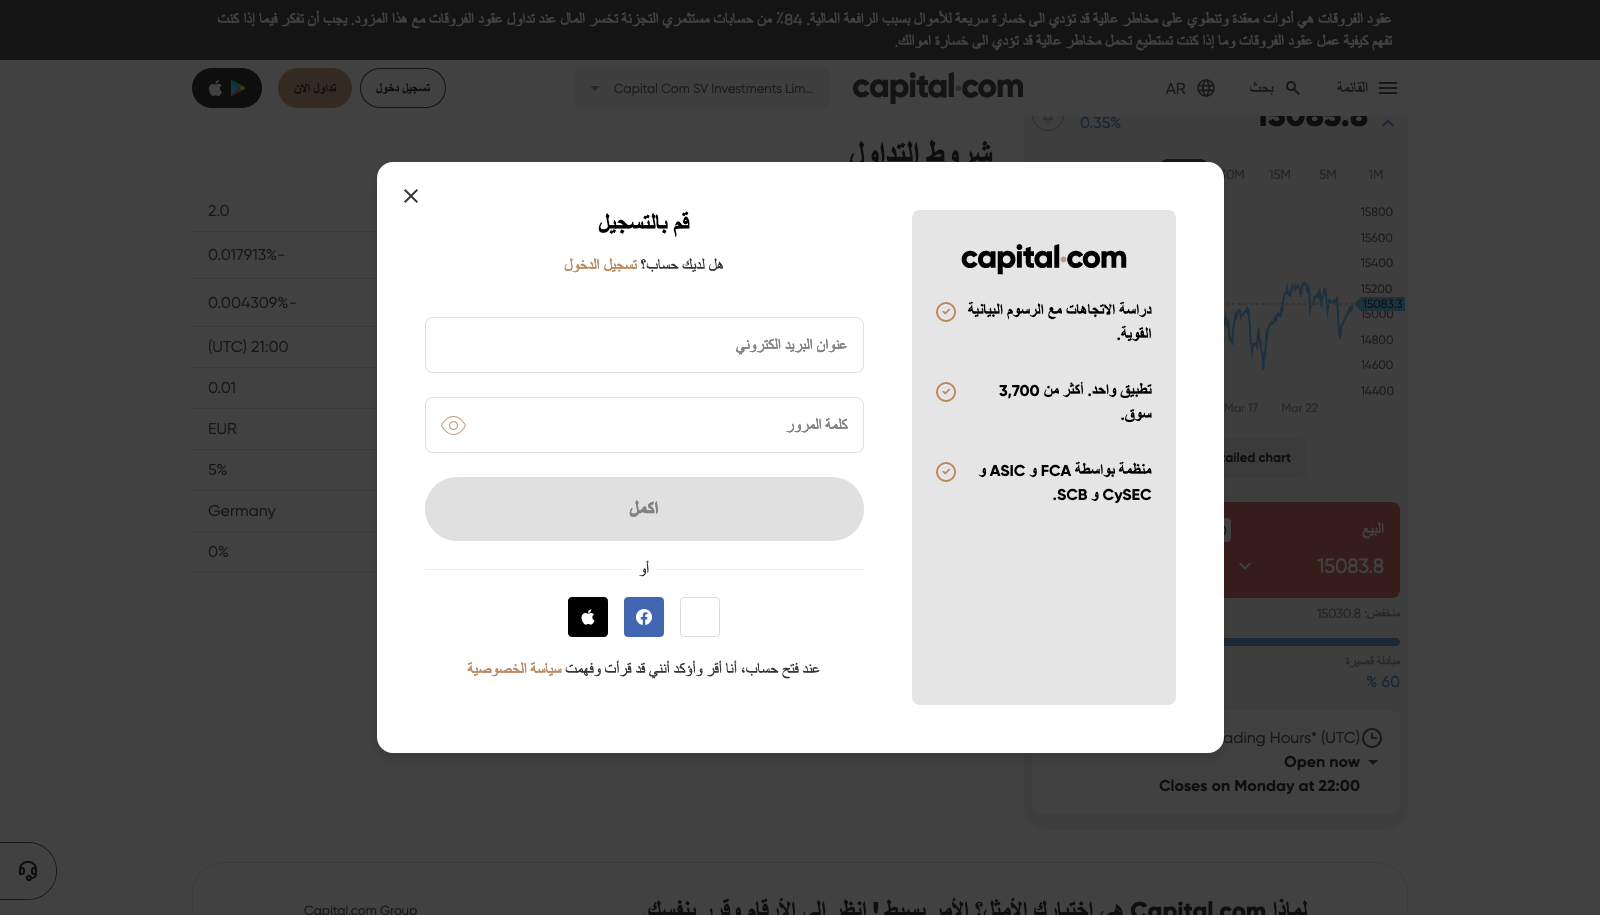 عقود الفروقات هي أدوات معقدة وتنطوي على مخاطر عالية قد تؤدي الى خسارة سريعة للأموال بسبب الرافعة المالية. 84٪ من حسابات مستثمري التجزئة تخسر المال عند تداول عقود الفروقات مع هذا المزود. يجب أن تفكر فيما إذا كنت
تفهم كيفية عمل عقود الفروقات وما إذا كنت تستطيع تحمل مخاطر عالية قد تؤدي الى خسارة اموالك.
القائمة
بحث
AR
capital.com
Capital Com SV Investments Lim...
تسجيل دخول
تداول الآن
15083.8
0.35%
شروط التداول
1M
5M
15M
15800
15600
15400
15200
15083.3
15000
14800
14600
14400
Mar 17
Mar 22
2.0
0.017913%-
0.004309%-
(UTC) 21:00
0.01
EUR
5%
Germany
0%
البيع
15083.8
منخفض: 15030.8
مبادلة قصيرة
% 60
(UTC)
Open now
Closes on Monday at 22:00
capital.com
دراسة الاتجاهات مع الرسوم البيانية
القوية.
تطبيق واحد. أكثر من 3,700
سوق.
منظمة بواسطة FCA و ASIC و
CySEC و SCB.
قم بالتسجيل
هل لديك حساب؟ تسجيل الدخول
عنوان البريد الكتروني
كلمة المرور
اكمل
أو
عند فتح حساب، أنا أقر وأؤكد أنني قد قرأت وفهمت سياسة الخصوصية
لماذا Capital.com هي اختيارك الأمثل؟ الأمر بسيط ! انظر إلى الأرقام وقرر بنفسك
Capital.com Group